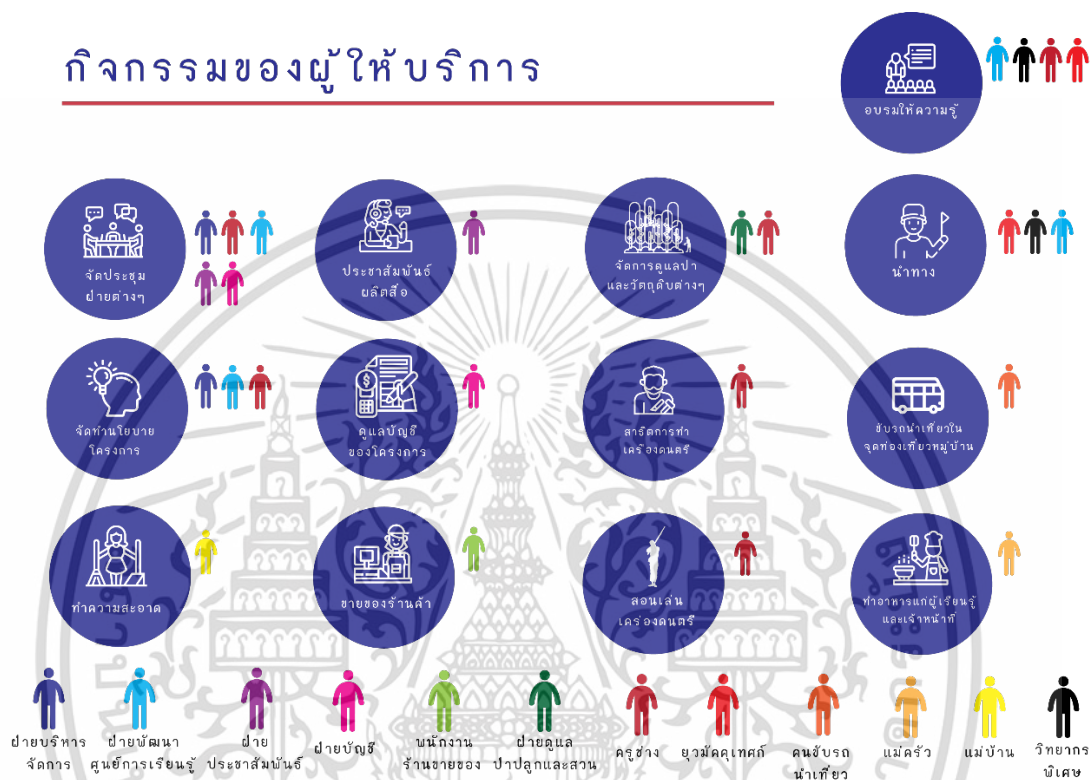 กิจกรรมของผู้ให้บริการ
อบรมให้ความรู้
จัดประชุม
ฝ่ายต่างๆ
ประชาสัมพันธ์
ผลิตสื่อ
จัดการดูแลป่า
และวัตถุดิบต่างๆ
นำทาง
จัดทำนโยบาย
โครงการ
ดูแลบัญชี
ของโครงการ
สาธิตการทำ
เครื่องดนตรี
ขับรถนำเที่ยวใน
จุดท่องเที่ยวหมู่บ้าน
ทำความสะอาด
ขายของร้านค้า
สอนเล่น
เครื่องดนตรี
ทำอาหารแก่ผู้เรียนรู้
และเจ้าหน้าที่
ฝ่ายบริหาร
จัดการ
ฝ่ายพัฒนา
ศูนย์การเรียนรู้
ฝ่าย
ประชาสัมพันธ์
ฝ่ายบัญชี
พนักงาน
ร้านขายของ
ฝ่ายดูแล
ป่าปลูกและสวน
ครูช่าง
ยุวมัคคุเทศก์
คนขับรถ
นำเที่ยว
แม่ครัว
แม่บ้าน
วิทยากร
พิเศษ